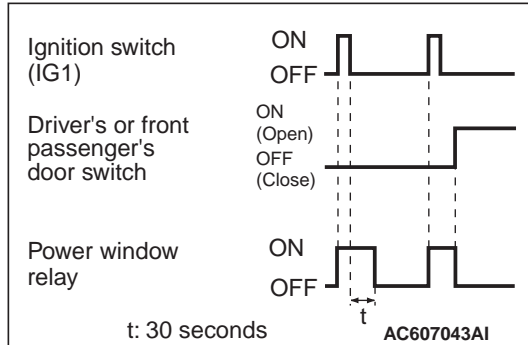 Ignition switch
(IG1)
ON
OFF
Driver's or front
passenger's
door switch
ON
(Open)
OFF
(Close)
Power window
relay
ON
OFF
t
t: 30 seconds
AC607043AI